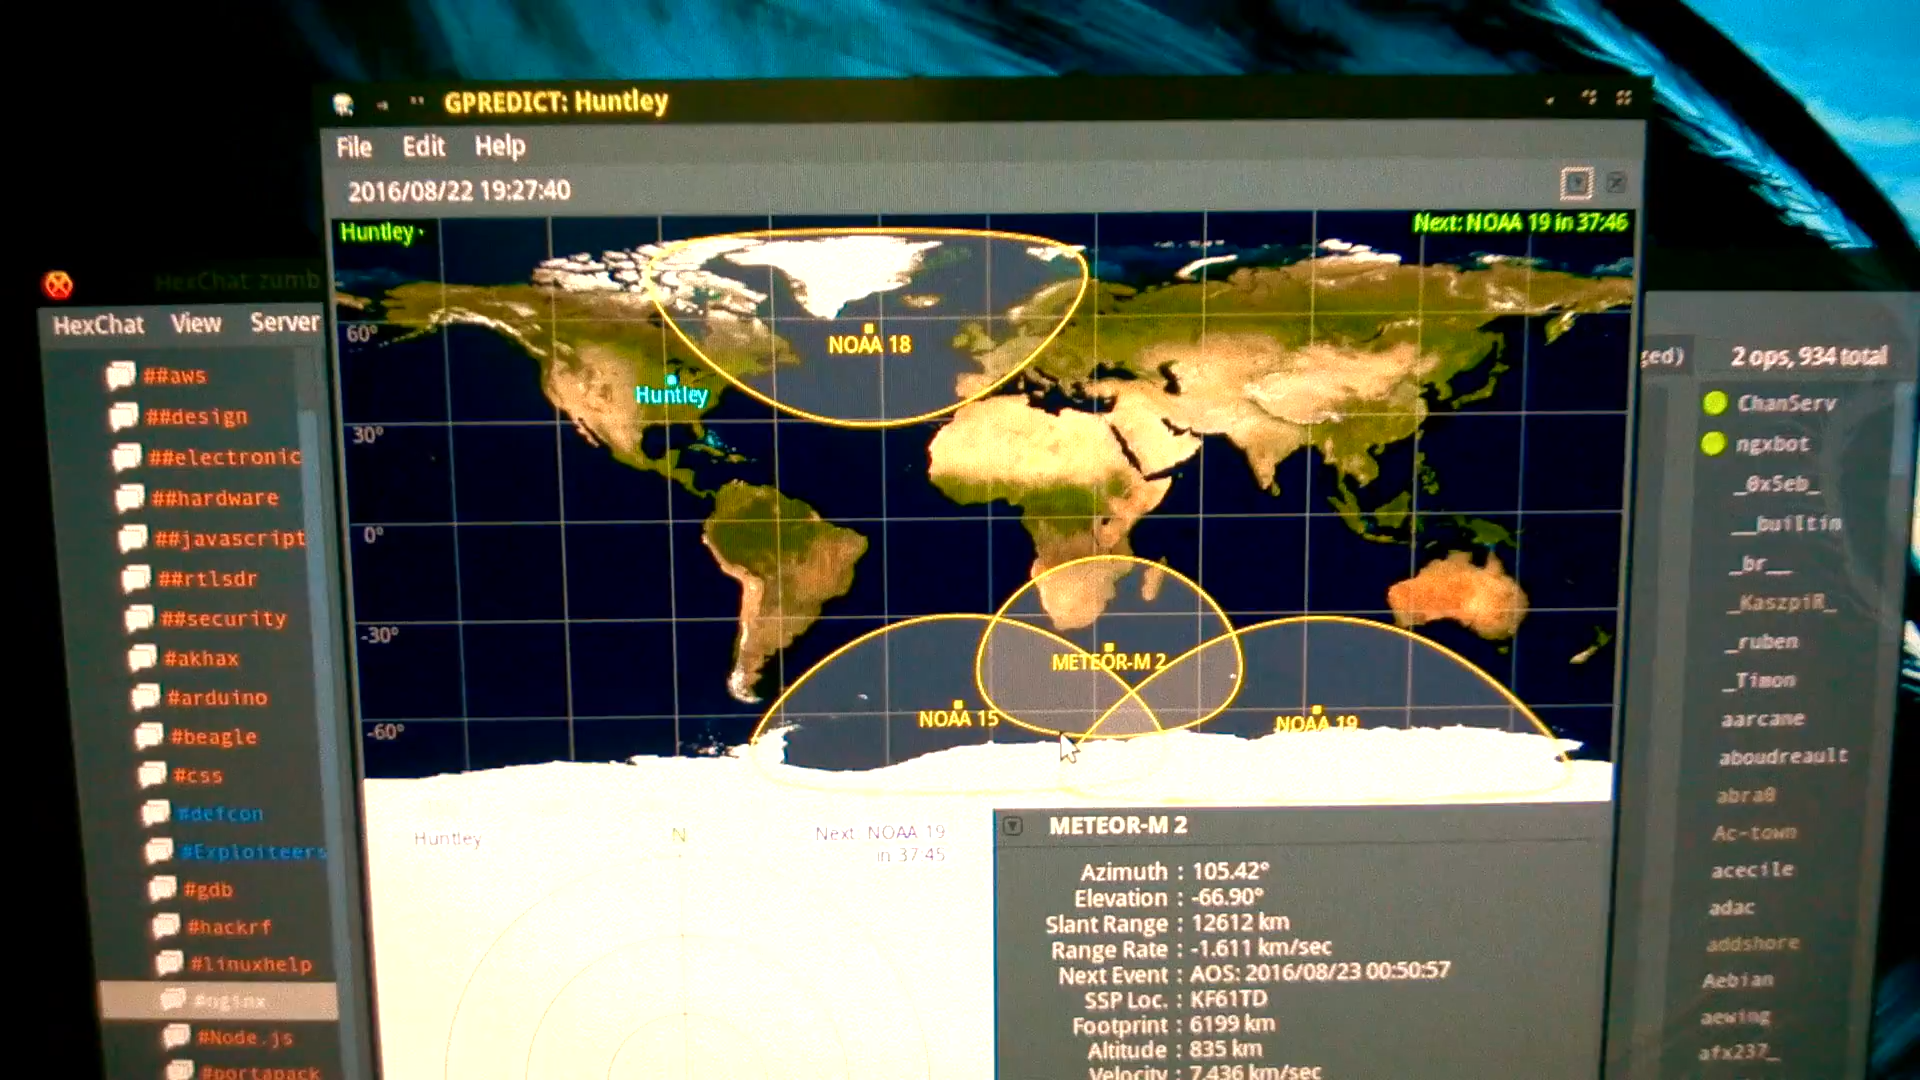 GPREDICT: Huntley
File Edit Help
2016/08/22 19:27:40
Huntley
Next: NOAA 19 in 37:46
60°
NOAA 18
Huntley
30°
0°
-30°
METEOR-M 2
NOAA 15
NOAA 19
-60°
Huntley
N
Next: NOAA 19
in 37:45
METEOR-M 2
Azimuth : 105.42°
Elevation : -66.90°
Slant Range : 12612 km
Range Rate : -1.611 km/sec
Next Event : AOS: 2016/08/23 00:50:57
SSP Loc. : KF61TD
Footprint : 6199 km
Altitude : 835 km
Velocity : 7.436 km/sec
HexChat zumb
HexChat View Server
##aws
##design
##electronic
##hardware
##javascript
##rtlsdr
##security
#akhax
#arduino
#beagle
#css
#defcon
#Exploiteers
#gdb
#hackrf
#linuxhelp
#nginx
#Node.js
#portapack
ged)
2 ops, 934 total
ChanServ
ngxbot
_0x5eb_
__builtin
_br__
_KaszpiR_
_ruben
_Timon
aarcane
aboudreault
abra0
Ac-town
acecile
adac
addshore
Aebian
aewing
afx237_